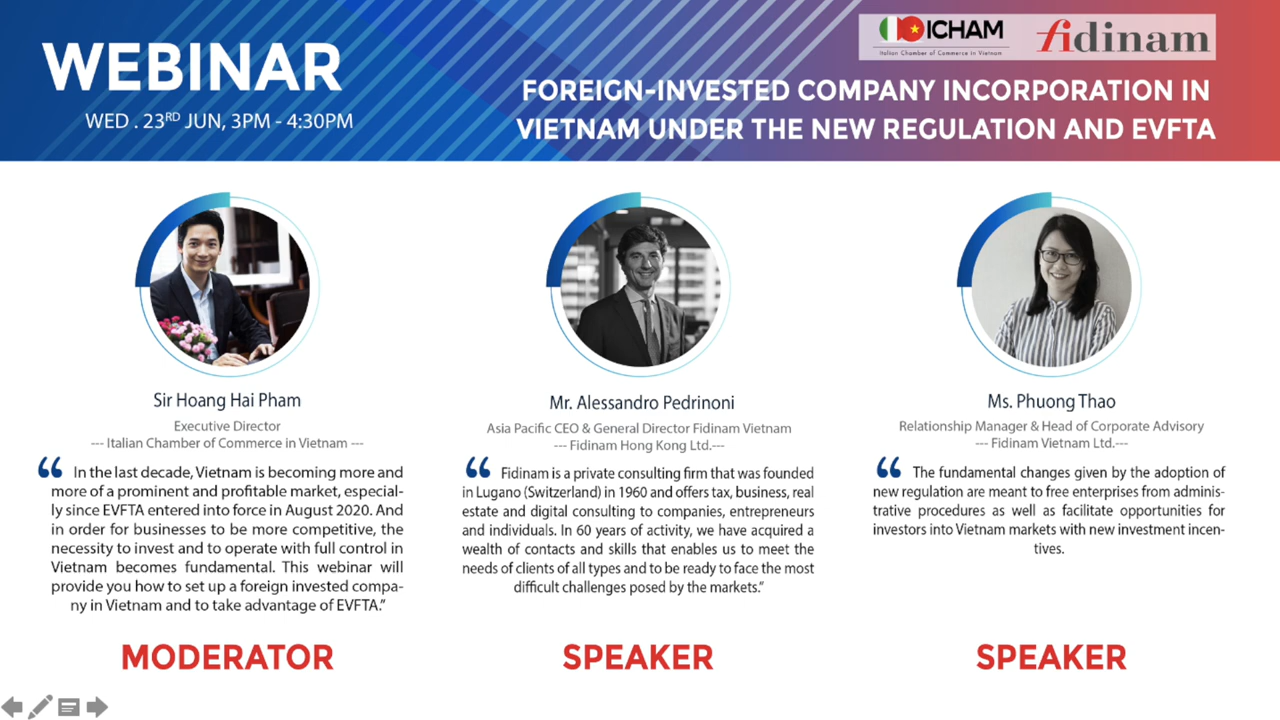 WEBINAR
WED . 23RD JUN, 3PM - 4:30PM
ICHAM
Italian Chamber of Commerce in Vietnam
fidinam
FOREIGN-INVESTED COMPANY INCORPORATION IN
VIETNAM UNDER THE NEW REGULATION AND EVFTA
Sir Hoang Hai Pham
Executive Director
--- Italian Chamber of Commerce in Vietnam ---
“ In the last decade, Vietnam is becoming more and
more of a prominent and profitable market, especial-
ly since EVFTA entered into force in August 2020. And
in order for businesses to be more competitive, the
necessity to invest and to operate with full control in
Vietnam becomes fundamental. This webinar will
provide you how to set up a foreign invested compa-
ny in Vietnam and to take advantage of EVFTA.”
MODERATOR
Mr. Alessandro Pedrinoni
Asia Pacific CEO & General Director Fidinam Vietnam
--- Fidinam Hong Kong Ltd.---
“ Fidinam is a private consulting firm that was founded
in Lugano (Switzerland) in 1960 and offers tax, business, real
estate and digital consulting to companies, entrepreneurs
and individuals. In 60 years of activity, we have acquired a
wealth of contacts and skills that enables us to meet the
needs of clients of all types and to be ready to face the most
difficult challenges posed by the markets.”
SPEAKER
Ms. Phuong Thao
Relationship Manager & Head of Corporate Advisory
--- Fidinam Vietnam Ltd.---
“ The fundamental changes given by the adoption of
new regulation are meant to free enterprises from adminis-
trative procedures as well as facilitate opportunities for
investors into Vietnam markets with new investment incen-
tives.
SPEAKER